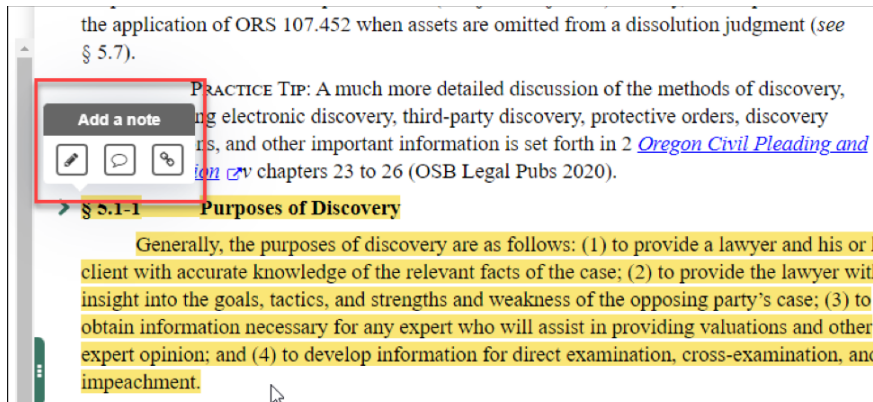 the application of ORS 107.452 when assets are omitted from a dissolution judgment (see
§ 5.7).
PRACTICE TIP: A much more detailed discussion of the methods of discovery,
Add a note
ng electronic discovery, third-party discovery, protective orders, discovery
ns, and other important information is set forth in 2 Oregon Civil Pleading and
ion v chapters 23 to 26 (OSB Legal Pubs 2020).
§ 5.1-1 Purposes of Discovery
Generally, the purposes of discovery are as follows: (1) to provide a lawyer and his or
client with accurate knowledge of the relevant facts of the case; (2) to provide the lawyer wit
insight into the goals, tactics, and strengths and weakness of the opposing party's case; (3) to
obtain information necessary for any expert who will assist in providing valuations and other
expert opinion; and (4) to develop information for direct examination, cross-examination, and
impeachment.